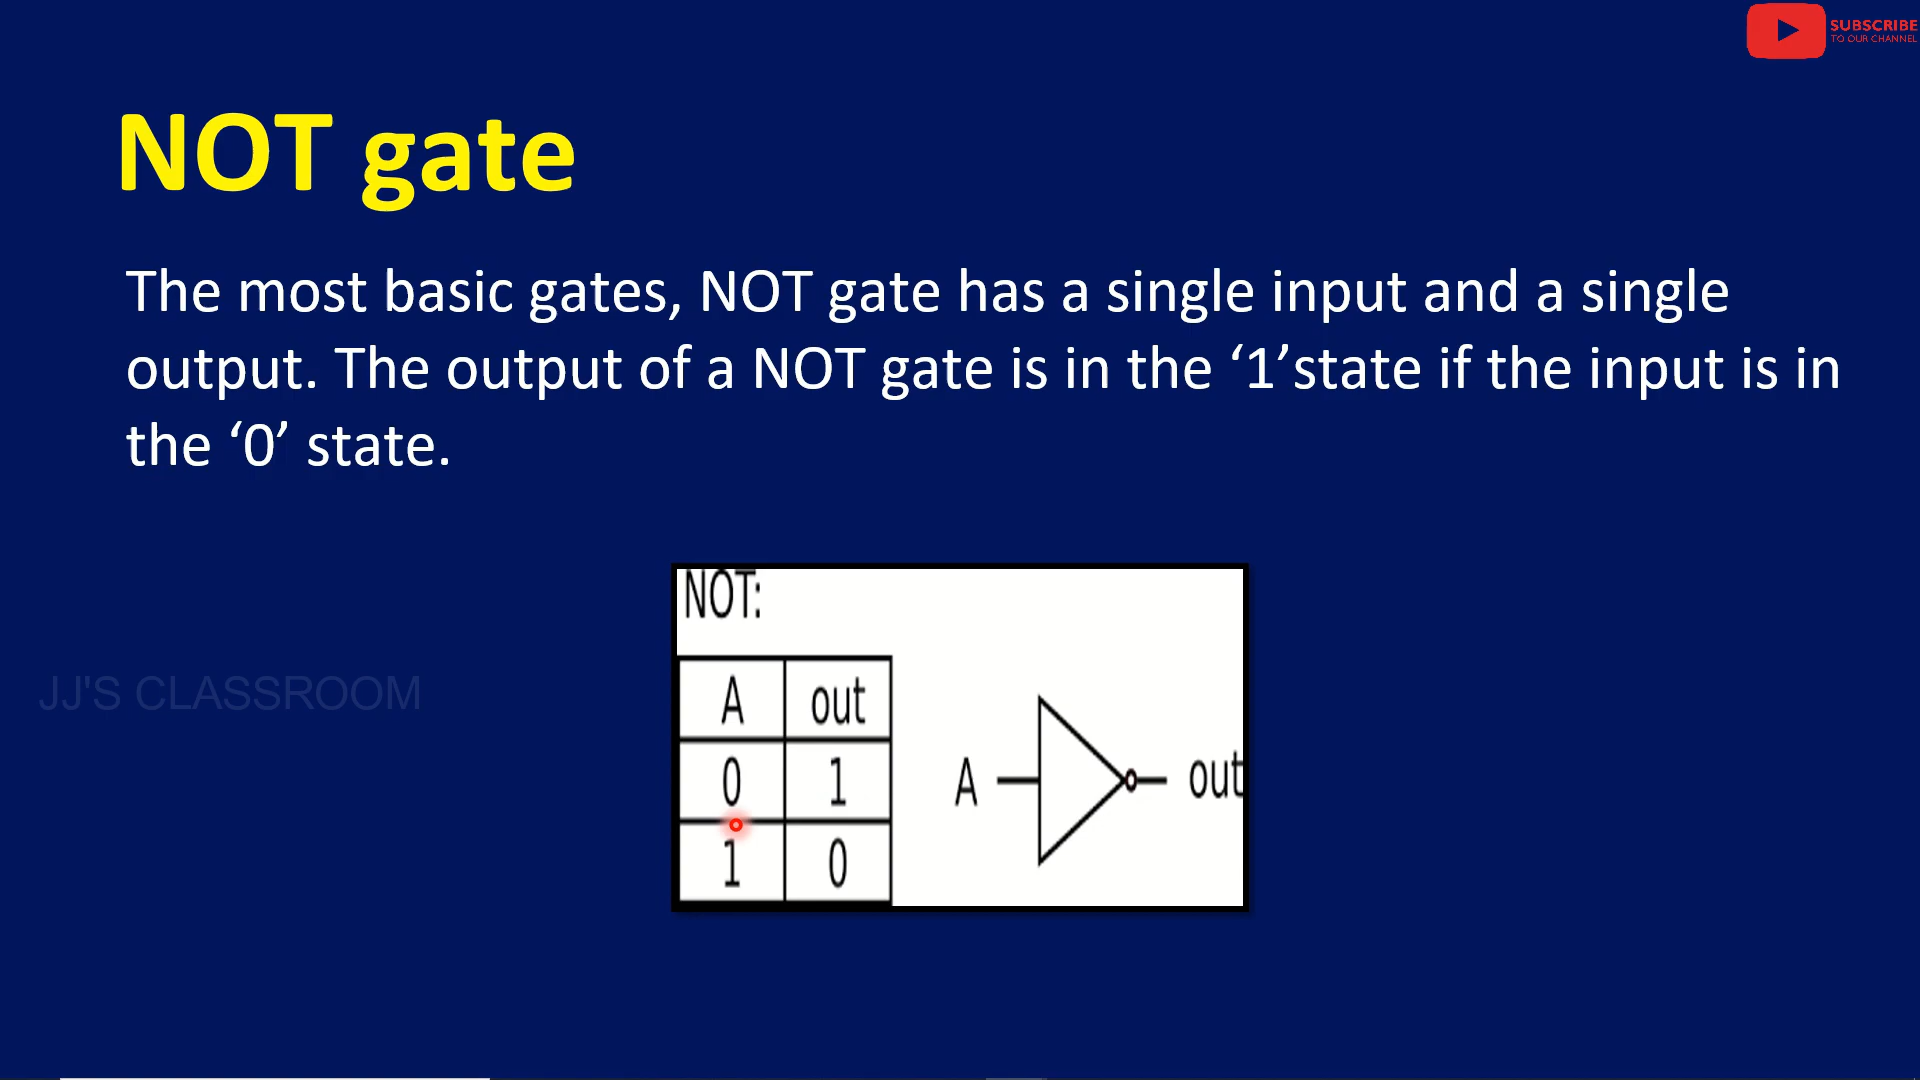 SUBSCRIBE
TO OUR CHANNEL
NOT gate
The most basic gates, NOT gate has a single input and a single
output. The output of a NOT gate is in the ‘1’state if the input is in
the ‘0’ state.
NOT:
A out
0 1
1 0
A out
JJ'S CLASSROOM